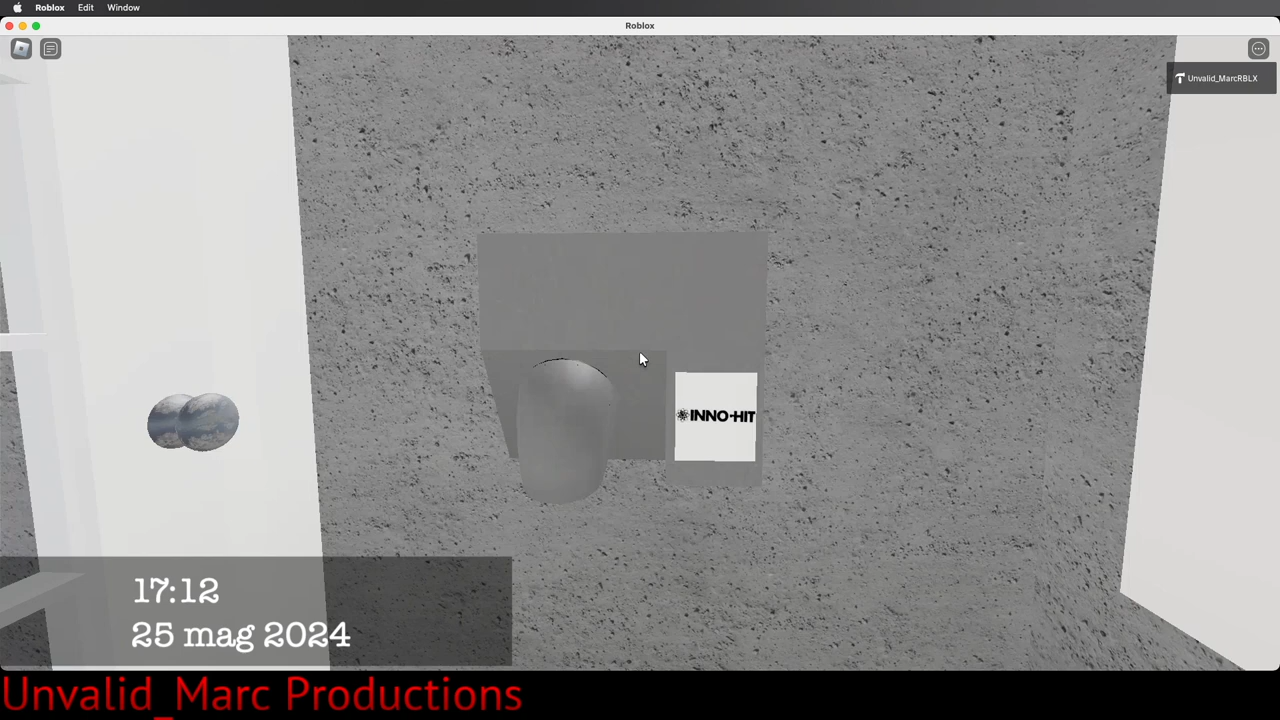 Roblox Edit Window
Roblox
Unvalid_MarcRBLX
INNO-HIT
17:12
25 mag 2024
Unvalid_Marc Productions